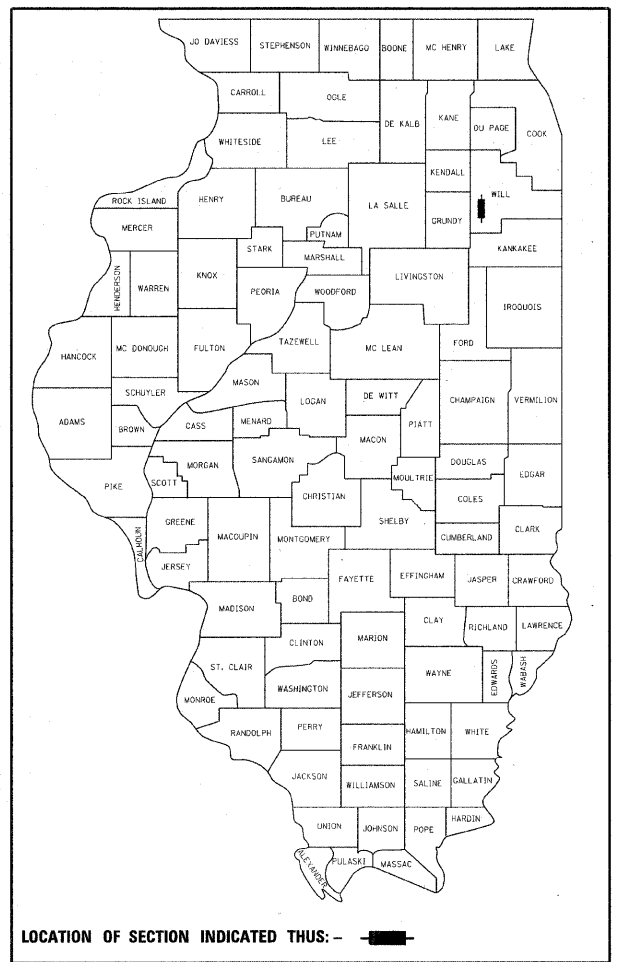 JO DAVIESS
STEPHENSON
WINNEBAGO
BOONE
MC HENRY
LAKE
CARROLL
OGLE
DE KALB
KANE
DU PAGE
COOK
WHITESIDE
LEE
KENDALL
WILL
ROCK ISLAND
HENRY
BUREAU
LA SALLE
GRUNDY
MERCER
PUTNAM
STARK
MARSHALL
KANKAKEE
HENDERSON
WARREN
KNOX
PEORIA
WOODFORD
LIVINGSTON
IROQUOIS
HANCOCK
MC DONOUGH
FULTON
TAZEWELL
MC LEAN
FORD
SCHUYLER
MASON
LOGAN
DE WITT
CHAMPAIGN
VERMILION
ADAMS
BROWN
CASS
MENARD
MACON
PIATT
PIKE
SCOTT
MORGAN
SANGAMON
CHRISTIAN
MOULTRIE
DOUGLAS
EDGAR
COLES
CALHOUN
GREENE
MACOUPIN
MONTGOMERY
SHELBY
CUMBERLAND
CLARK
JERSEY
FAYETTE
EFFINGHAM
JASPER
CRAWFORD
MADISON
BOND
CLAY
RICHLAND
LAWRENCE
CLINTON
MARION
ST. CLAIR
WAYNE
EDWARDS
WABASH
MONROE
WASHINGTON
JEFFERSON
RANDOLPH
PERRY
HAMILTON
WHITE
FRANKLIN
JACKSON
WILLIAMSON
SALINE
GALLATIN
UNION
JOHNSON
POPE
HARDIN
ALEXANDER
PULASKI
MASSAC
LOCATION OF SECTION INDICATED THUS: -